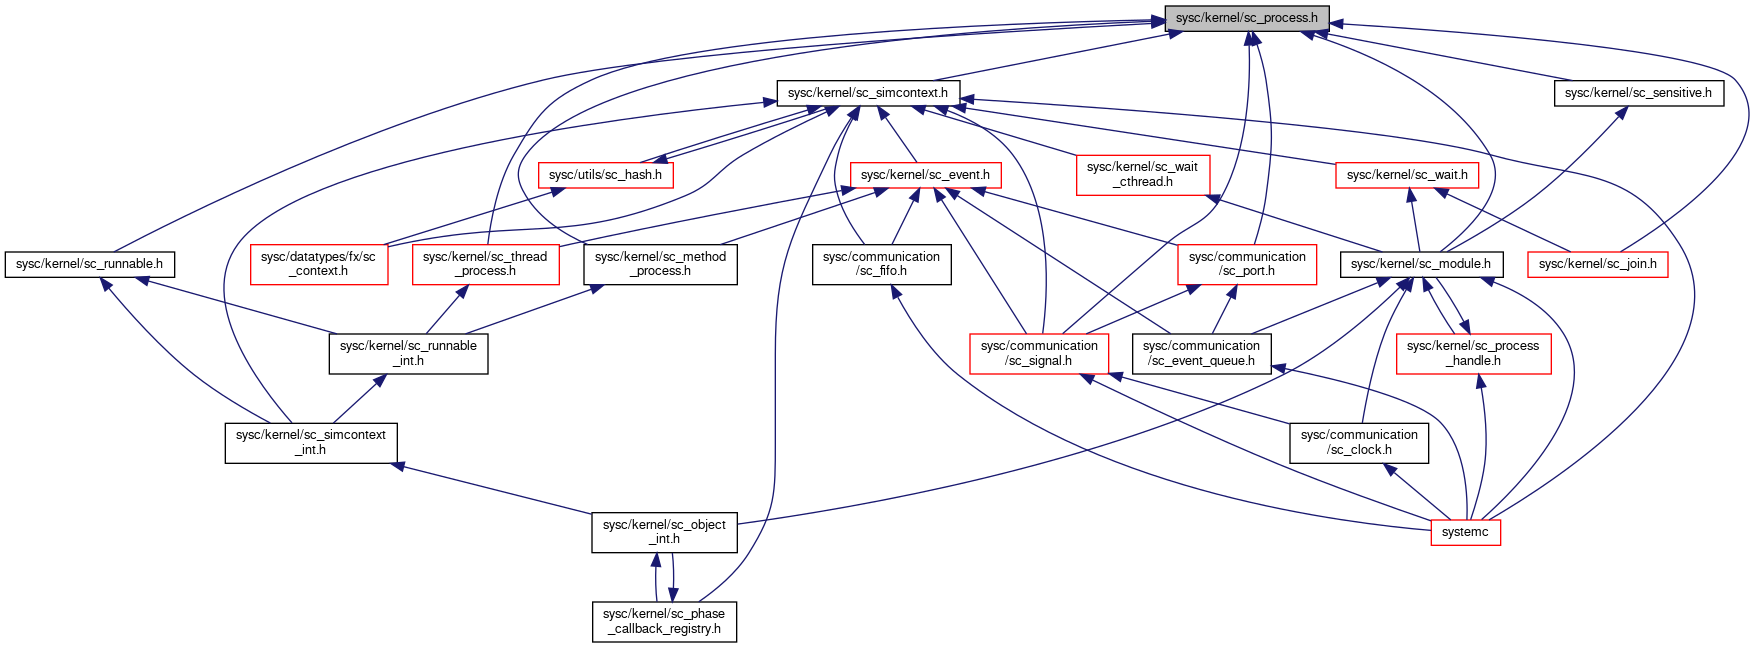 sysc/kernel/sc_process.h
sysc/kernel/sc_simcontext.h
sysc/kernel/sc_sensitive.h
sysc/utils/sc_hash.h
sysc/kernel/sc_event.h
sysc/kernel/sc_wait
_cthread.h
sysc/kernel/sc_wait.h
sysc/kernel/sc_runnable.h
sysc/datatypes/fx/sc
_context.h
sysc/kernel/sc_thread
_process.h
sysc/kernel/sc_method
_process.h
sysc/communication
/sc_fifo.h
sysc/communication
/sc_port.h
sysc/kernel/sc_module.h
sysc/kernel/sc_join.h
sysc/kernel/sc_runnable
_int.h
sysc/communication
/sc_signal.h
sysc/communication
/sc_event_queue.h
sysc/kernel/sc_process
_handle.h
sysc/kernel/sc_simcontext
_int.h
sysc/communication
/sc_clock.h
sysc/kernel/sc_object
_int.h
systemc
sysc/kernel/sc_phase
_callback_registry.h